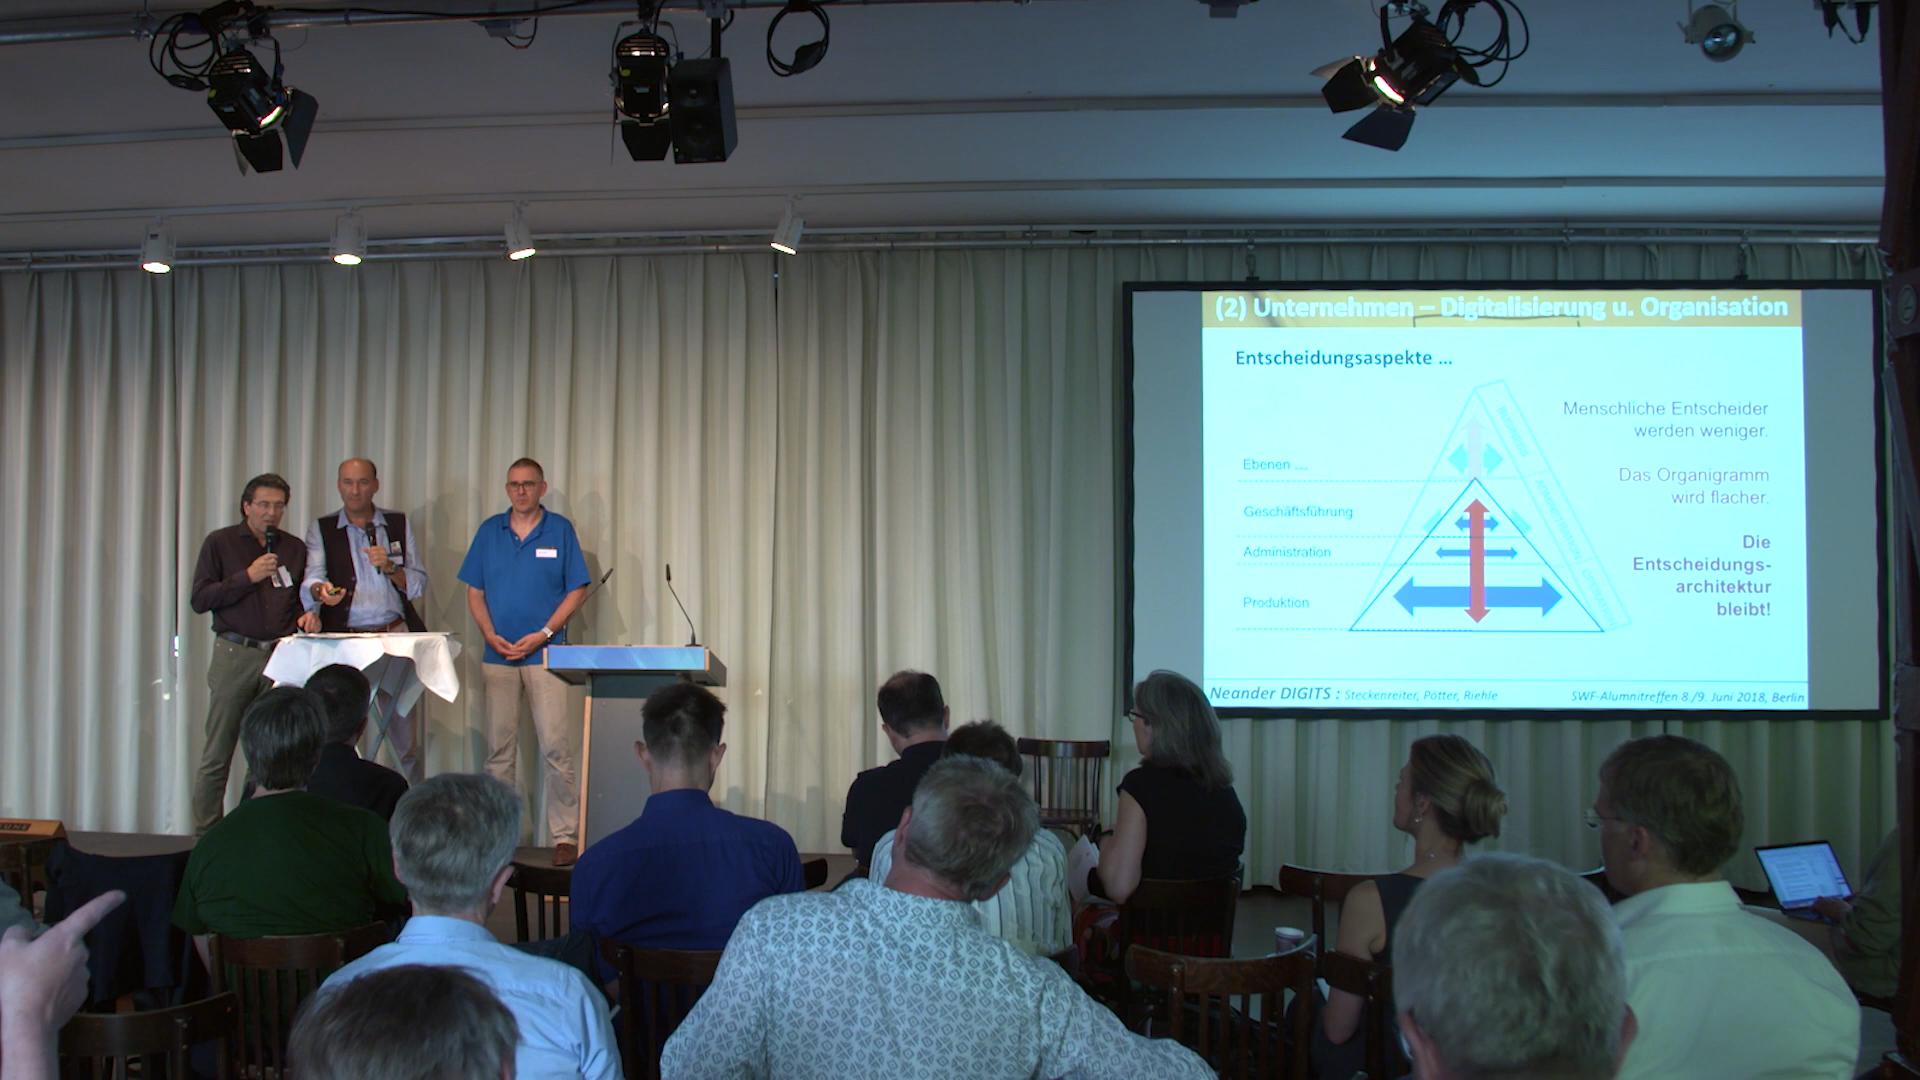 (2) Unternehmen – Digitalisierung u. Organisation
Entscheidungsaspekte ...
Menschliche Entscheider
werden weniger.
Das Organigramm
wird flacher.
Die
Entscheidungs-
architektur
bleibt!
Ebenen ....
Geschäftsführung
Administration
Produktion
Neander DIGITS : Steckenreiter, Pötter, Riehle
SWF-Alumnitreffen 8./9. Juni 2018, Berlin